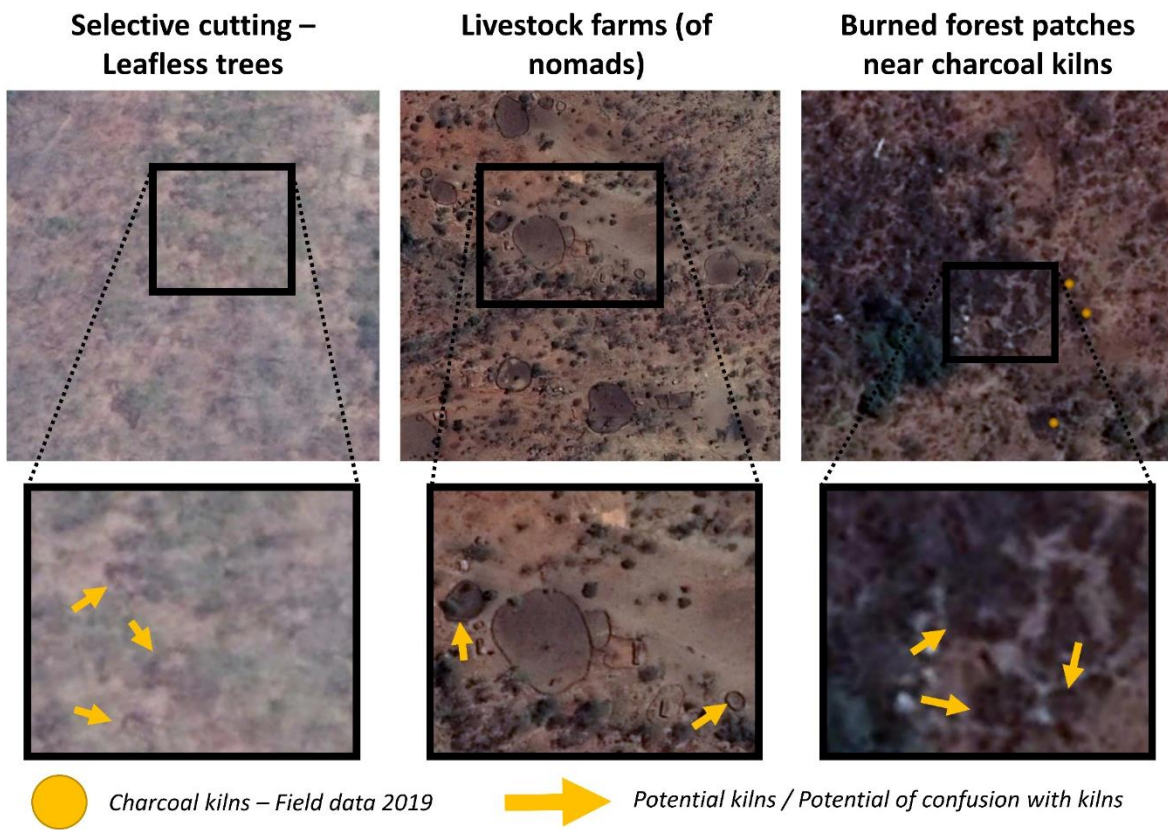 Selective cutting –
Leafless trees
Livestock farms (of
nomads)
Burned forest patches
near charcoal kilns
Charcoal kilns – Field data 2019
Potential kilns / Potential of confusion with kilns